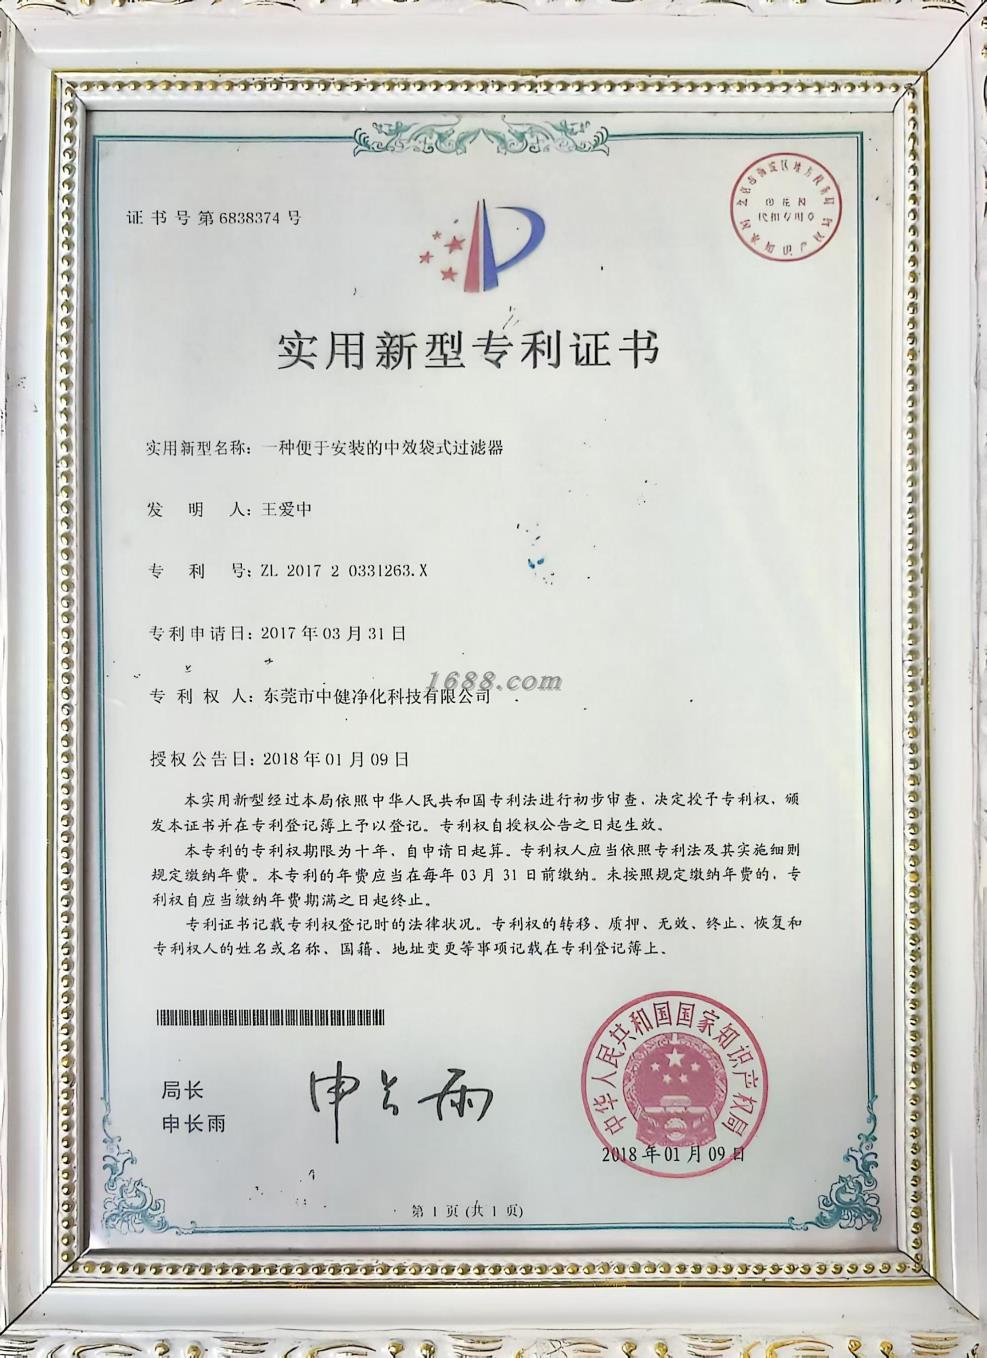 证书号第6838374号
实用新型专利证书
实用新型名称：一种便于安装的中效袋式过滤器
发明人：王爱中
专利号：ZL 2017 2 0331263.X
专利申请日：2017年03月31日
1688.com
专利权人：东莞市中健净化科技有限公司
授权公告日：2018年01月09日
本实用新型经过本局依照中华人民共和国专利法进行初步审查，决定授予专利权，颁
发本证书并在专利登记簿上予以登记。专利权自授权公告之日起生效。
本专利的专利权期限为十年，自申请日起算。专利权人应当依照专利法及其实施细则
规定缴纳年费。本专利的年费应当在每年03月31日前缴纳。未按照规定缴纳年费的，专
利权自应当缴纳年费期满之日起终止。
专利证书记载专利权登记时的法律状况。专利权的转移、质押、无效、终止、恢复和
专利权人的姓名或名称、国籍、地址变更等事项记载在专利登记簿上。
局长
申长雨
申长雨
中华人民共和国国家知识产权局
2018年01月09日
第1页(共1页)